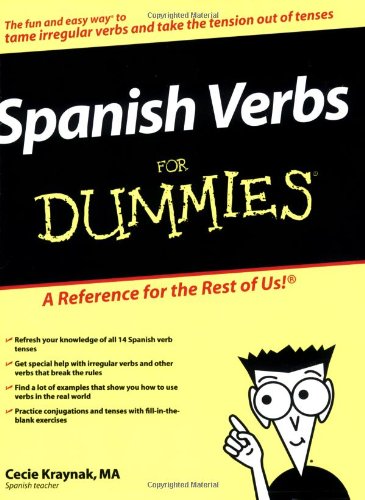 Copyrighted Material
The fun and easy way® to
tame irregular verbs and take the tension out of tenses
Spanish Verbs
FOR
DUMMIES®
A Reference for the Rest of Us!®
Refresh your knowledge of all 14 Spanish verb
tenses
Get special help with irregular verbs and other
verbs that break the rules
Find a lot of examples that show you how to use
verbs in the real world
Practice conjugations and tenses with fill-in-the-
blank exercises
Cecie Kraynak, MA
Spanish teacher
Copyrighted Material